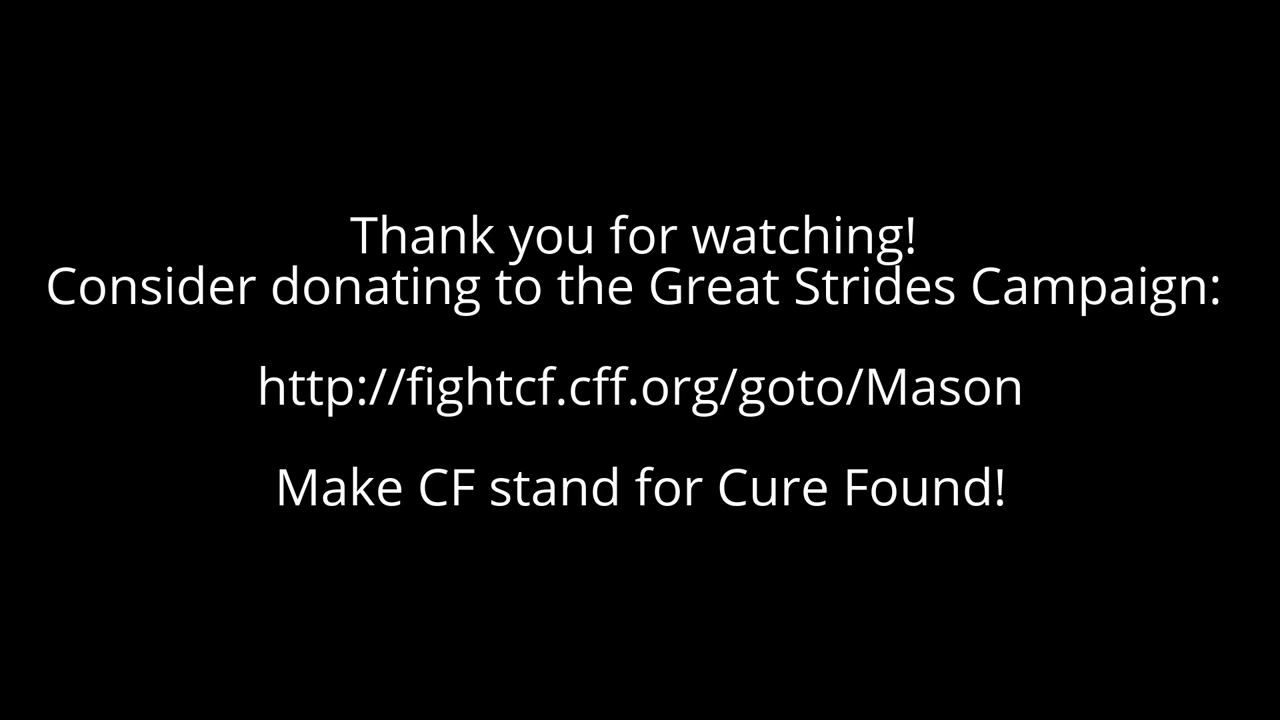 Thank you for watching!
Consider donating to the Great Strides Campaign:
http://fightcf.cff.org/goto/Mason
Make CF stand for Cure Found!